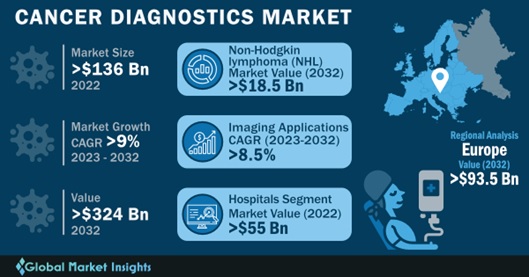 CANCER DIAGNOSTICS MARKET
Market Size
>$136 Bn
2022
Non-Hodgkin
lymphoma (NHL)
Market Value (2032)
>$18.5 Bn
Market Growth
CAGR >9%
2023 - 2032
Imaging Applications
CAGR (2023-2032)
>8.5%
Regional Analysis
Europe
Value (2032)
>$93.5 Bn
Value
>$324 Bn
2032
Hospitals Segment
Market Value (2022)
>$55 Bn
Global Market Insights